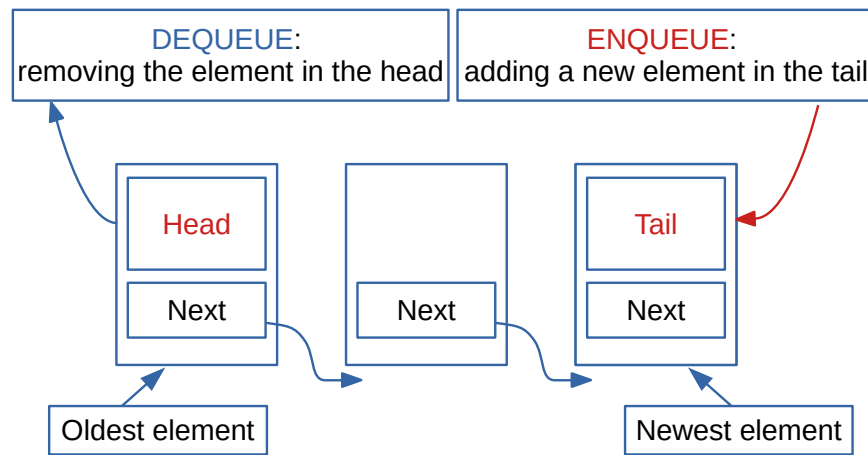 DEQUEUE:
removing the element in the head
ENQUEUE:
adding a new element in the tail
Head
Next
Next
Tail
Next
Oldest element
Newest element